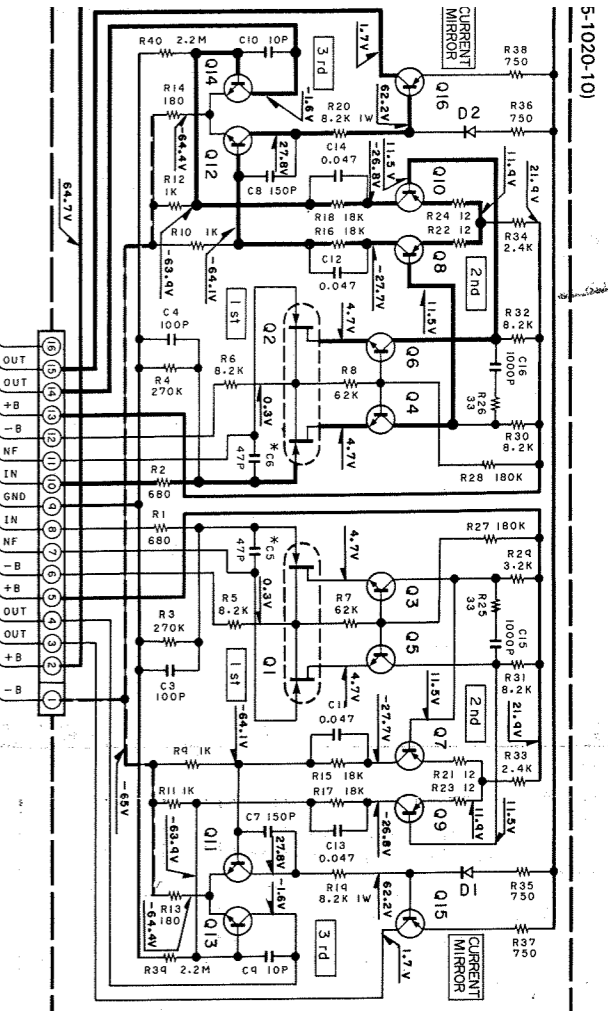 5-1020-10)
CURRENT
MIRROR
R40 2.2M
C10 10P
3rd
1.7V
R38
750
Q14
Q16
-1.6V
R14
180
62.2V
R20
8.2K 1W
D2
R36
750
-64.4V
Q12
27.8V
C14
0.047
-26.8V
11.5V
Q10
11.9V
21.9V
64.7V
R12
1K
C8 150P
R18 18K
R16 18K
R24 12
R22 12
R34
2.4K
R10 1K
-63.9V
-64.1V
C12
0.047
-27.7V
Q8
2nd
11.5V
C4
100P
1st
Q2
4.7V
Q6
R32
8.2K
C16
1000P
R6
8.2K
R8
62K
R4
270K
0.3V
Q4
R26
33
4.7V
R30
8.2K
*C6
47P
R2
680
R28 180K
16
15
14
13
12
11
10
9
8
7
6
5
4
3
2
1
OUT
OUT
+B
-B
NF
IN
GND
IN
NF
-B
+B
OUT
OUT
+B
-B
R1
680
R27 180K
*C5
47P
4.7V
Q3
R29
3.2K
R25
33
C15
1000P
R5
8.2K
0.3V
R7
62K
R3
270K
Q5
C3
100P
1st
Q1
4.7V
R31
8.2K
11.5V
2nd
21.9V
-64.1V
C11
0.047
-27.7V
Q7
R33
2.4K
R9 1K
R15 18K
R21 12
R11 1K
R17 18K
R23 12
-65V
-63.9V
Q11
C7 150P
27.8V
C13
0.047
-26.8V
Q9
11.9V
11.5V
-1.6V
R19
8.2K 1W
62.2V
D1
R35
750
R13
180
-64.4V
Q13
Q15
3rd
R39 2.2M
C9 10P
1.7V
CURRENT
MIRROR
R37
750